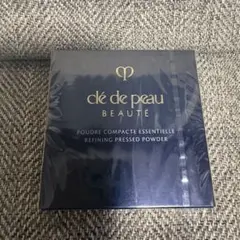 clé de peau
BEAUTÉ
POUDRE COMPACTE ESSENTIELLE
REFINING PRESSED POWDER